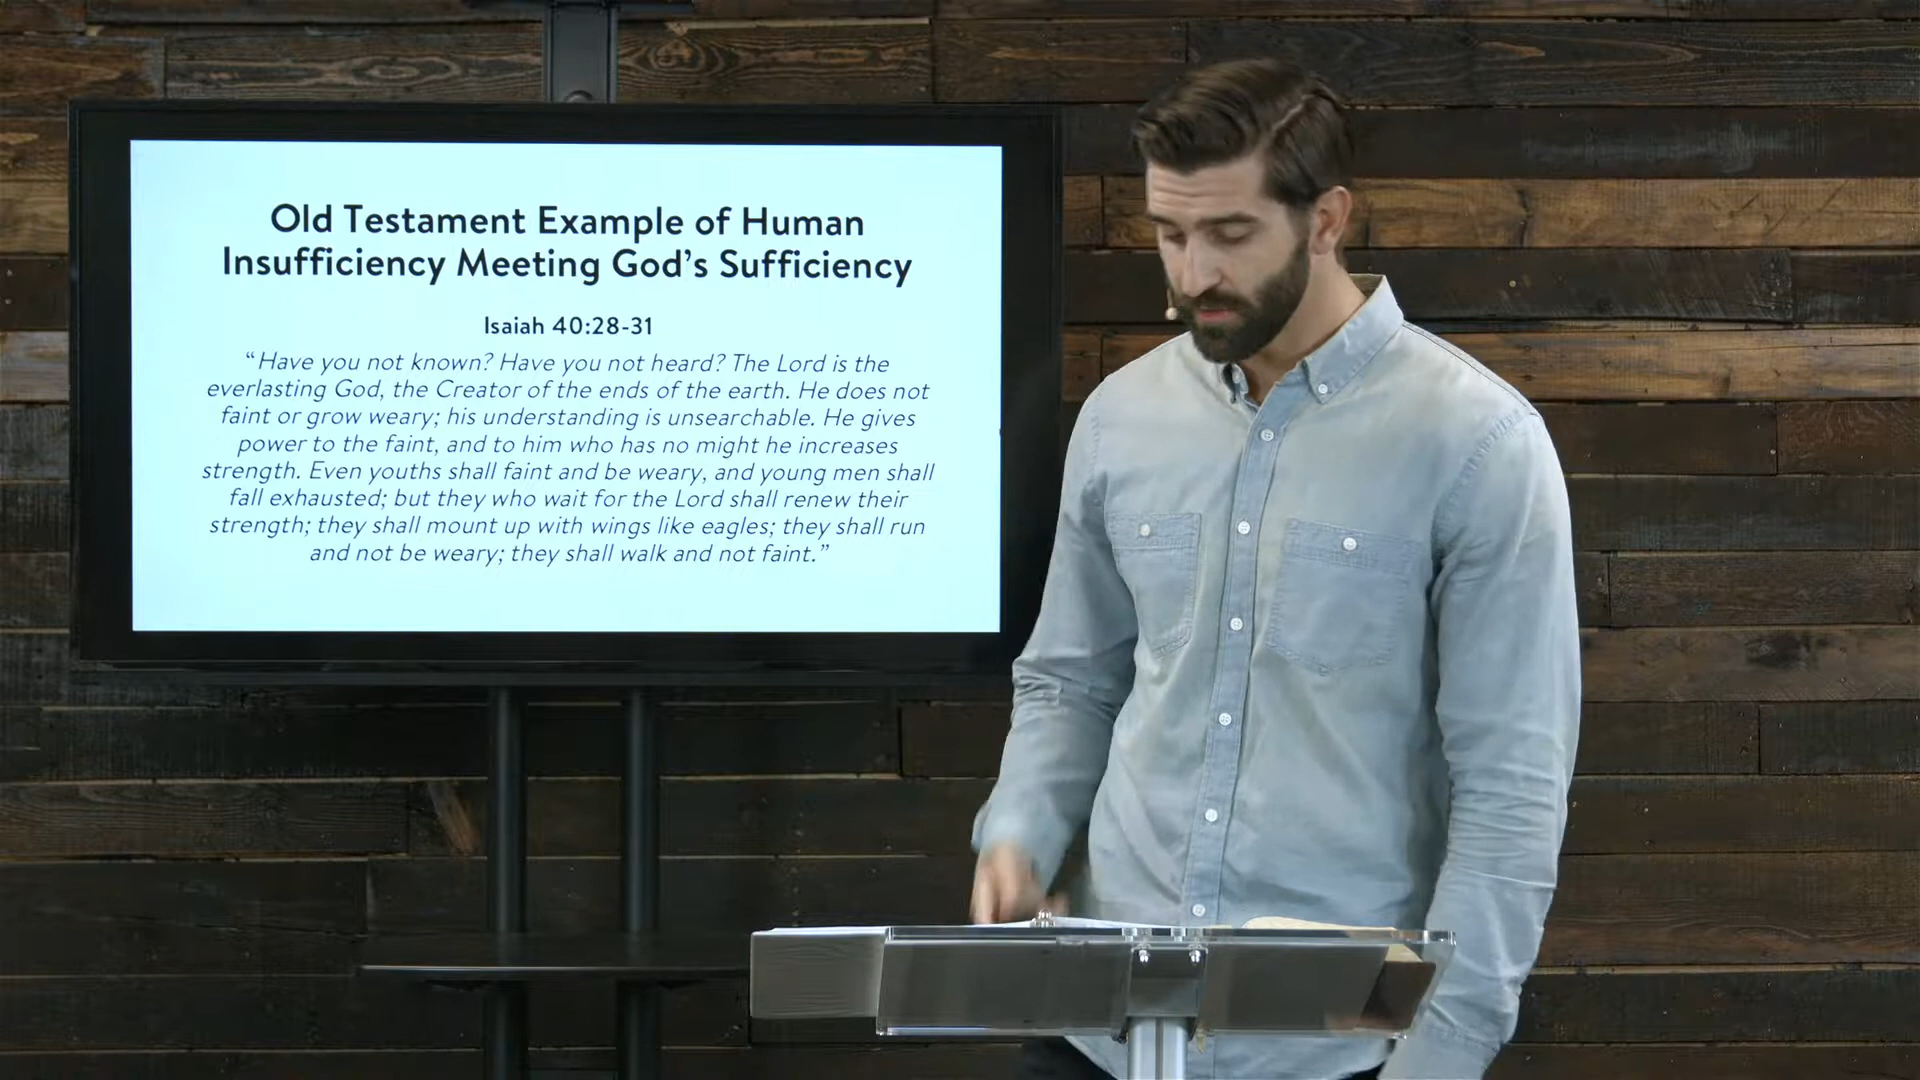 Old Testament Example of Human
Insufficiency Meeting God's Sufficiency
Isaiah 40:28-31
“Have you not known? Have you not heard? The Lord is the
everlasting God, the Creator of the ends of the earth. He does not
faint or grow weary; his understanding is unsearchable. He gives
power to the faint, and to him who has no might he increases
strength. Even youths shall faint and be weary, and young men shall
fall exhausted; but they who wait for the Lord shall renew their
strength; they shall mount up with wings like eagles; they shall run
and not be weary; they shall walk and not faint.”